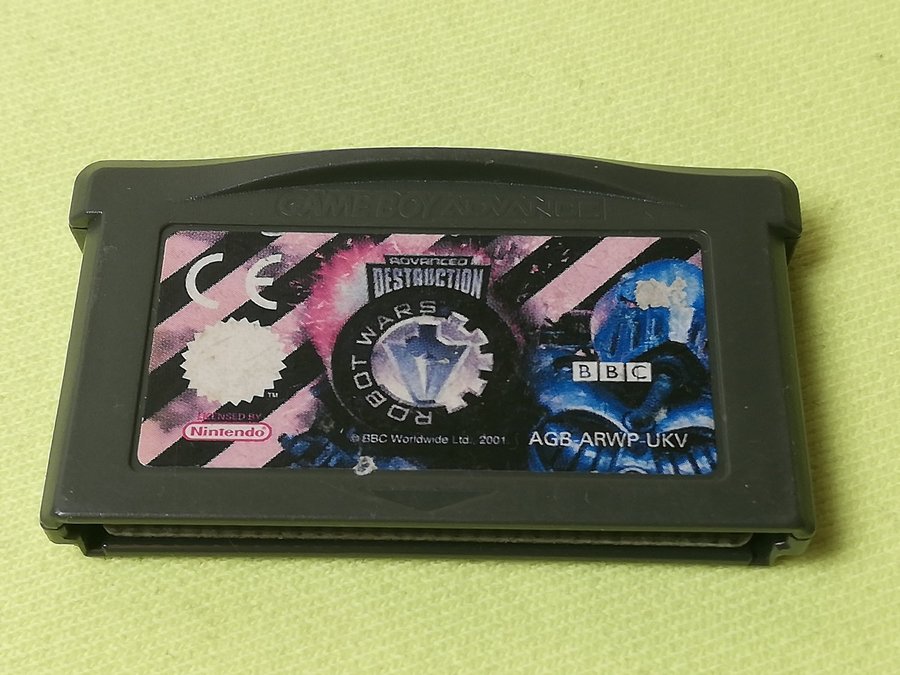 GAME BOY ADVANCE
CE
ADVANCED
DESTRUCTION
ROBOT WARS
BBC
TM
LICENSED BY
Nintendo
© BBC Worldwide Ltd., 2001
AGB-ARWP-UKV